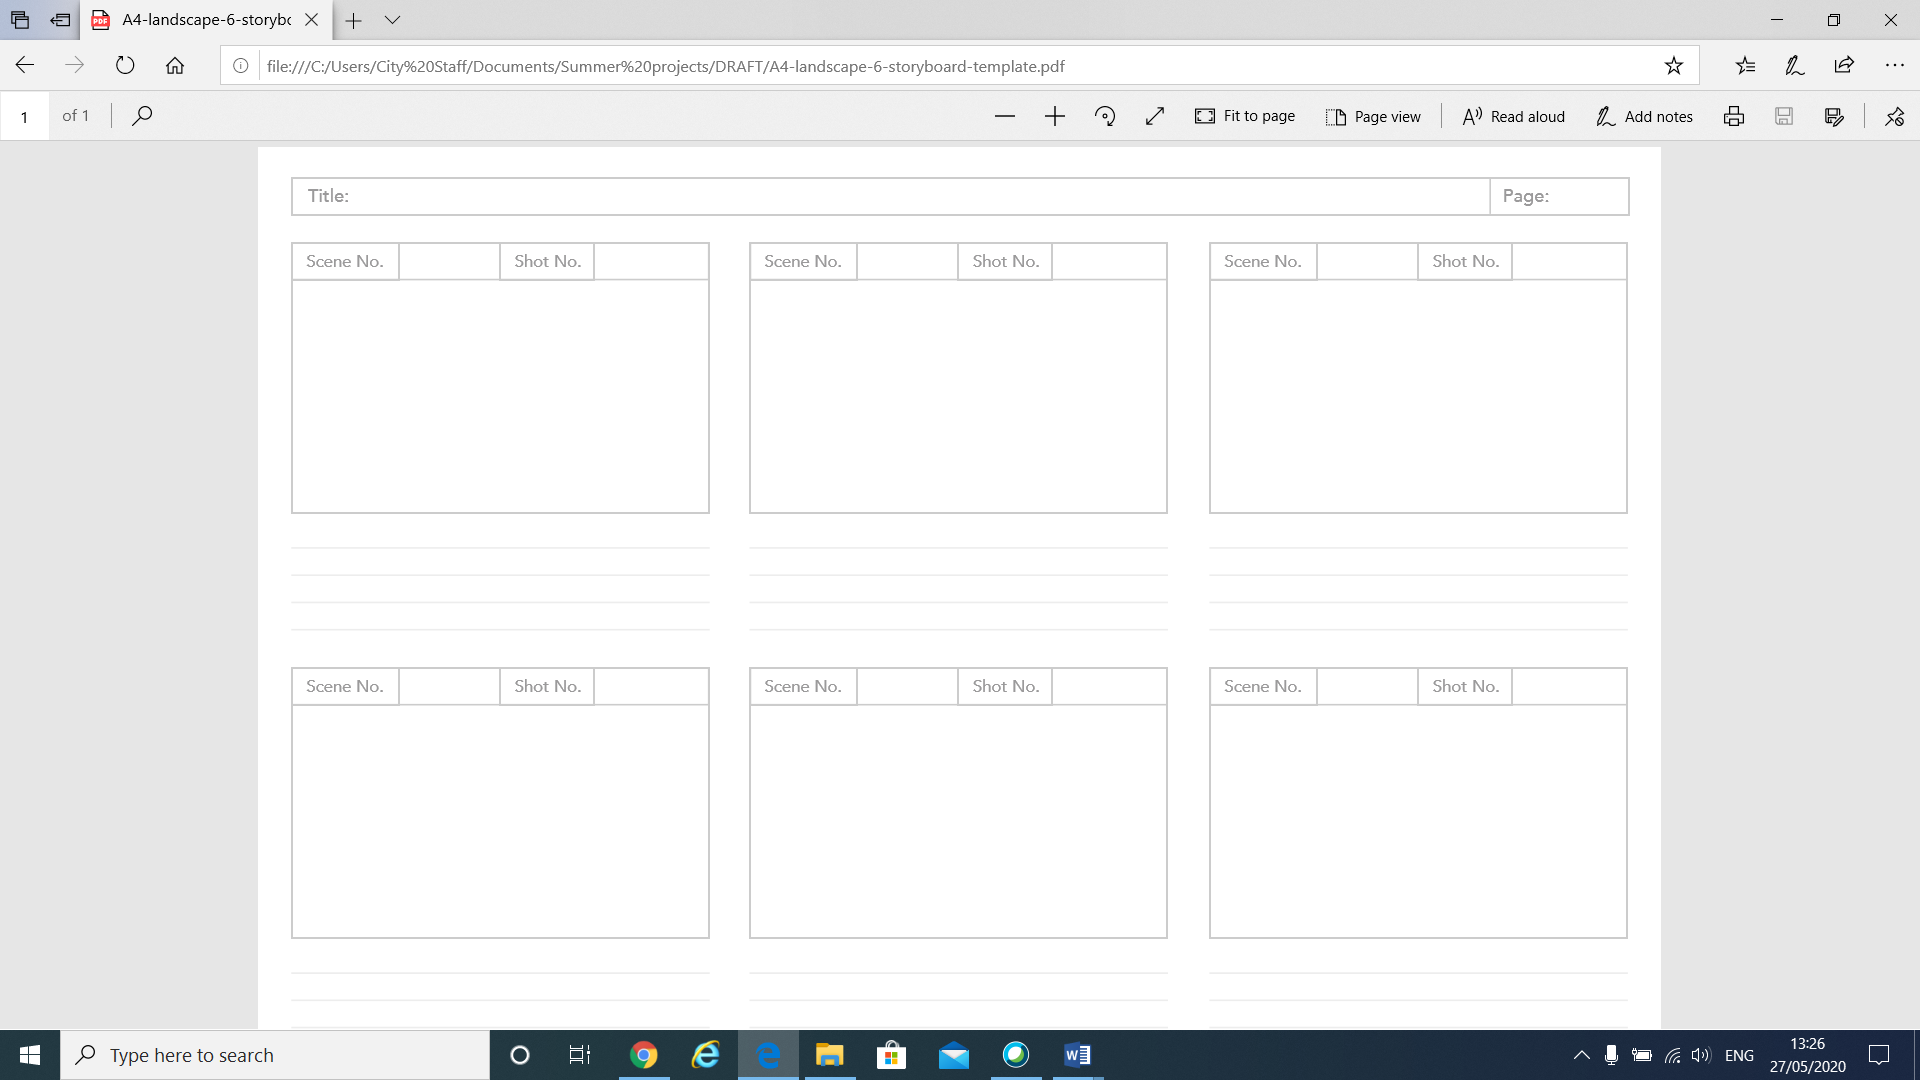 A4-landscape-6-storybo
file:///C:/Users/City%20Staff/Documents/Summer%20projects/DRAFT/A4-landscape-6-storyboard-template.pdf
1 of 1 Fit to page Page view Read aloud Add notes
Title: Page:
Scene No. Shot No. Scene No. Shot No. Scene No. Shot No.
Scene No. Shot No. Scene No. Shot No. Scene No. Shot No.
Type here to search
ENG
13:26
27/05/2020